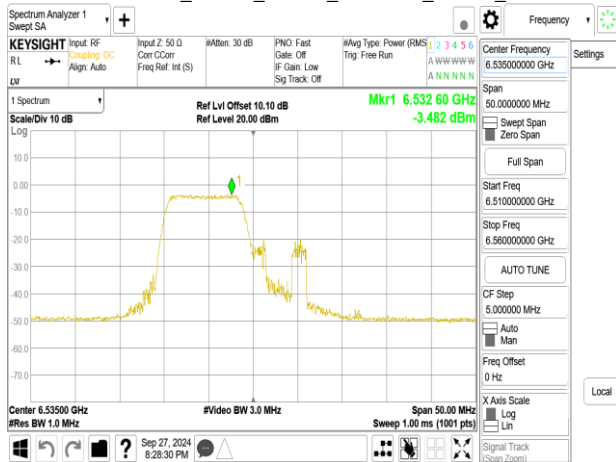 Spectrum Analyzer 1
Swept SA
+
Frequency
KEYSIGHT
RL
LXI
Input: RF
Coupling: DC
Align: Auto
Input Z: 50 Ω
Corr CCorr
Freq Ref: Int (S)
#Atten: 30 dB
PNO: Fast
Gate: Off
IF Gain: Low
Sig Track: Off
#Avg Type: Power (RMS
Trig: Free Run
1 2 3 4 5 6
A W W W W W
A N N N N N
Center Frequency
6.535000000 GHz
Settings
Span
50.0000000 MHz
Swept Span
Zero Span
Full Span
Start Freq
6.510000000 GHz
Stop Freq
6.560000000 GHz
AUTO TUNE
CF Step
5.000000 MHz
Auto
Man
Freq Offset
0 Hz
X Axis Scale
Log
Lin
Signal Track
(Span Zoom)
Local
1 Spectrum
Scale/Div 10 dB
Log
Ref Lvl Offset 10.10 dB
Ref Level 20.00 dBm
Mkr1 6.532 60 GHz
-3.482 dBm
1
10.0
0.00
-10.0
-20.0
-30.0
-40.0
-50.0
-60.0
-70.0
Center 6.53500 GHz
#Res BW 1.0 MHz
#Video BW 3.0 MHz
Span 50.00 MHz
Sweep 1.00 ms (1001 pts)
?
Sep 27, 2024
8:28:30 PM